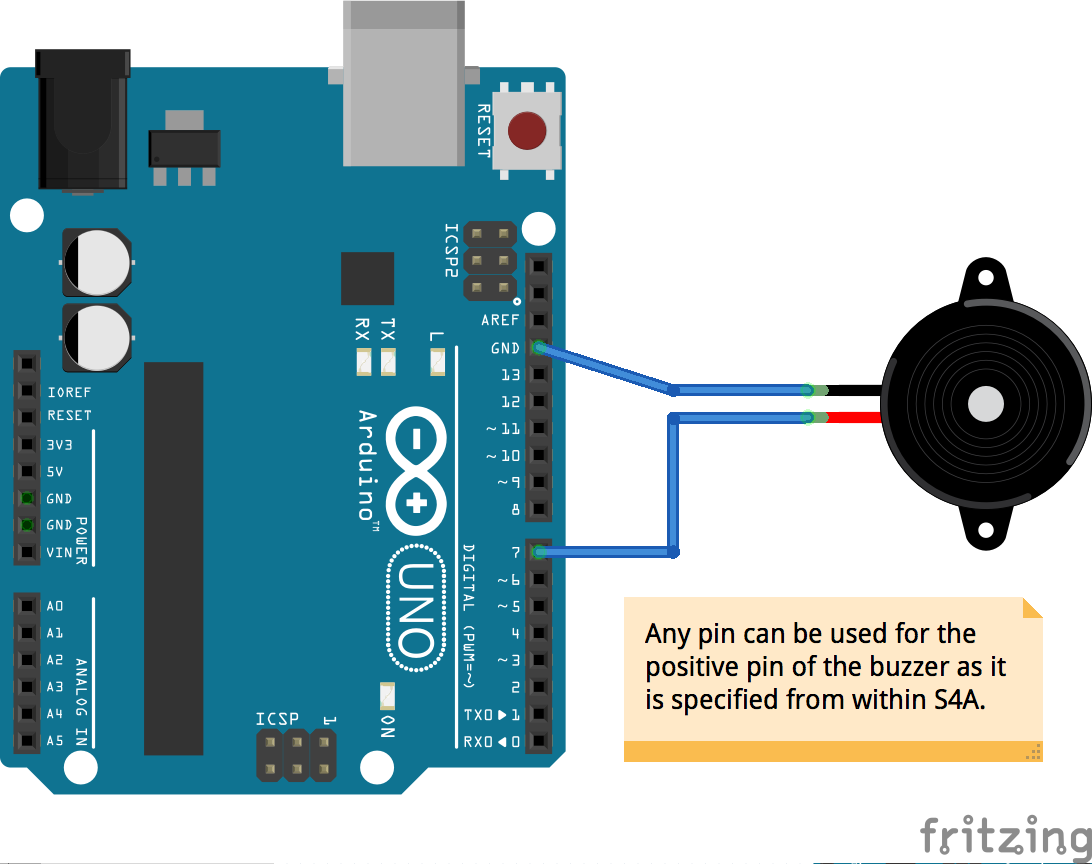 RESET
ICSP2
AREF
GND
13
12
~11
~10
~9
8
7
~6
~5
4
~3
2
TX0▶1
RX0◀0
DIGITAL (PWM=~)
RX
TX
L
Arduino™
UNO
ON
ICSP
1
IOREF
RESET
3V3
5V
GND
GND
VIN
POWER
A0
A1
A2
A3
A4
A5
ANALOG IN
Any pin can be used for the
positive pin of the buzzer as it
is specified from within S4A.
fritzing